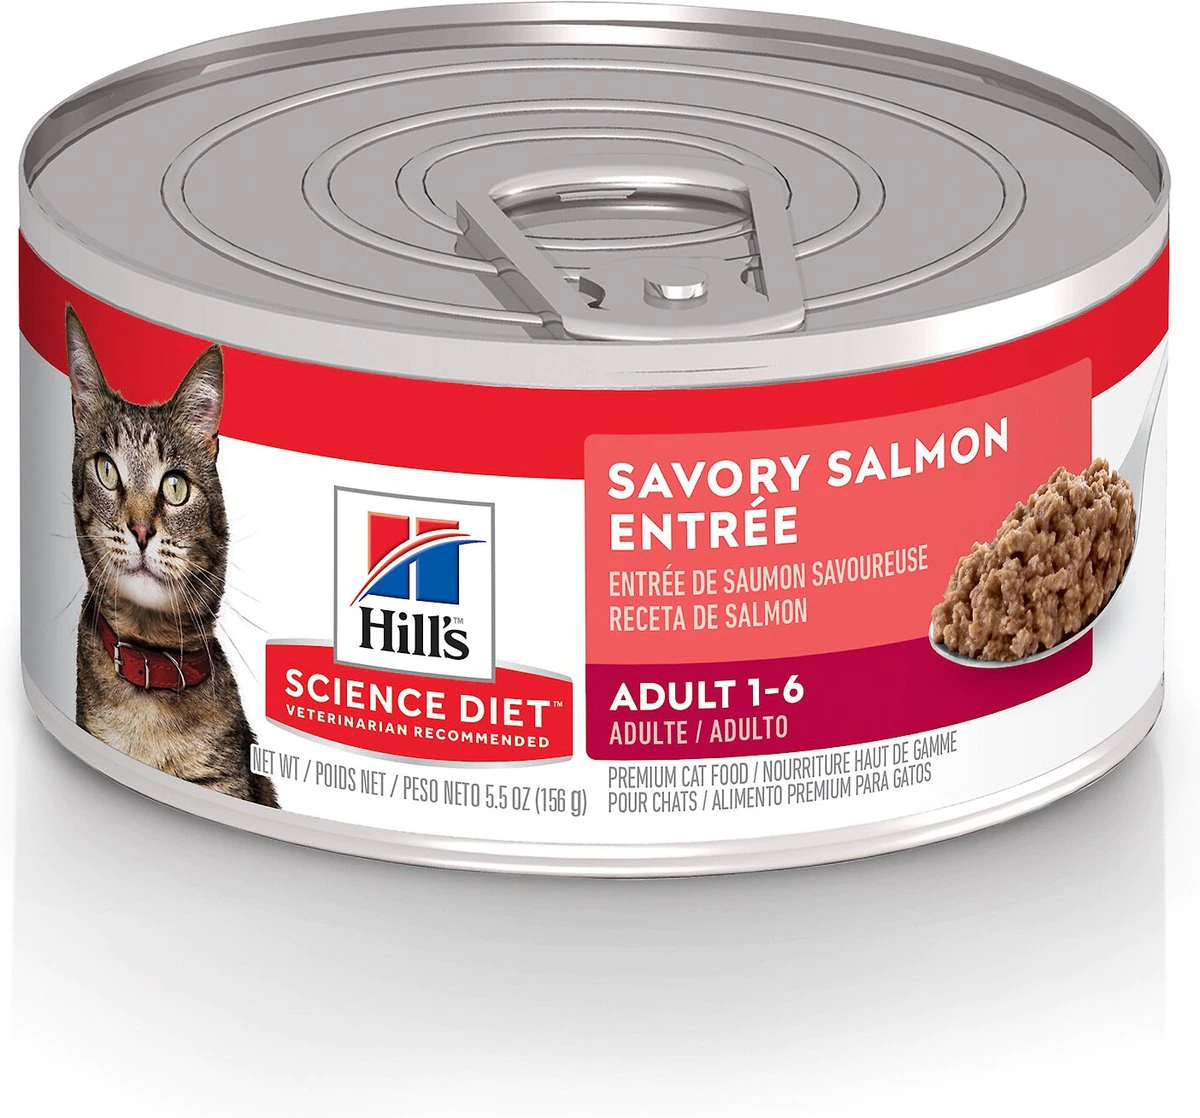 SAVORY SALMON
ENTRÉE
ENTRÉE DE SAUMON SAVOUREUSE
RECETA DE SALMON
ADULT 1-6
ADULTE / ADULTO
PREMIUM CAT FOOD / NOURRITURE HAUT DE GAMME
POUR CHATS / ALIMENTO PREMIUM PARA GATOS
Hill's™
SCIENCE DIET™
VETERINARIAN RECOMMENDED
NET WT / POIDS NET / PESO NETO 5.5 OZ (156 g)